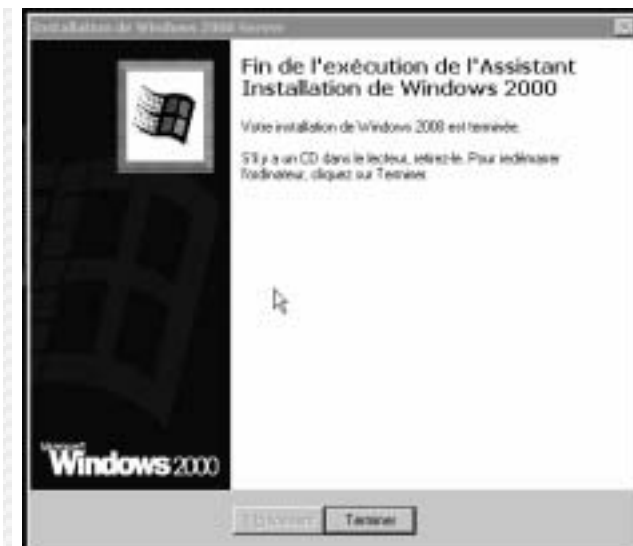 Installation de Windows 2000 Server
Fin de l'exécution de l'Assistant
Installation de Windows 2000
Votre installation de Windows 2000 est terminée.
S'il y a un CD dans le lecteur, retirez-le. Pour redémarrer
l'ordinateur, cliquez sur Terminer.
Microsoft
Windows 2000
Terminer